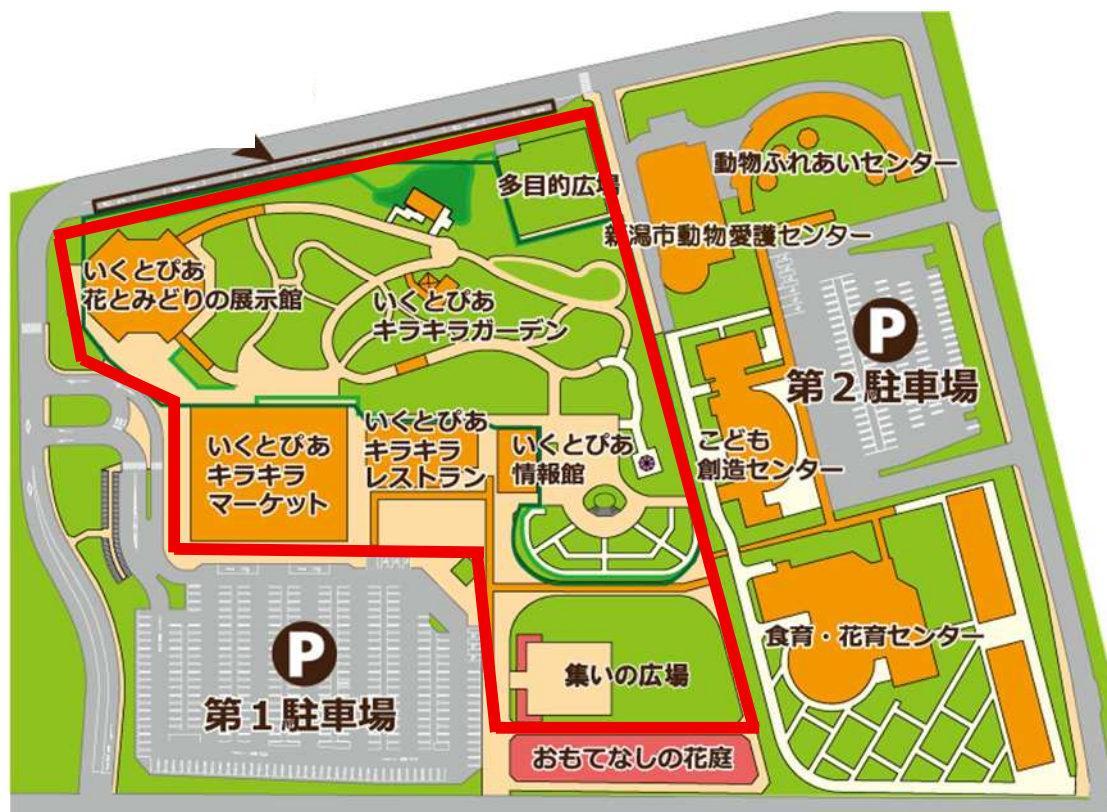 多目的広場
動物ふれあいセンター
新潟市動物愛護センター
いくとぴあ
花とみどりの展示館
いくとぴあ
キラキラガーデン
P
第２駐車場
いくとぴあ
キラキラ
マーケット
いくとぴあ
キラキラ
レストラン
いくとぴあ
情報館
こども
創造センター
食育・花育センター
P
第１駐車場
集いの広場
おもてなしの花庭